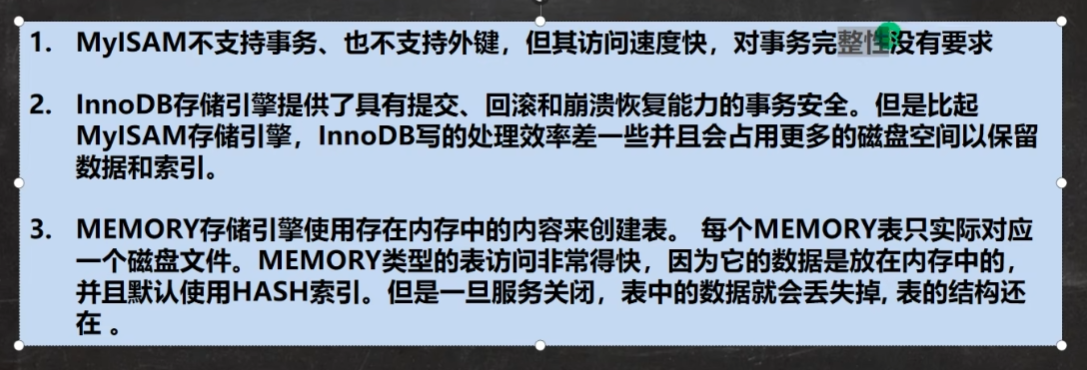 1. MyISAM不支持事务、也不支持外键，但其访问速度快，对事务完整性没有要求
2. InnoDB存储引擎提供了具有提交、回滚和崩溃恢复能力的事务安全。但是比起
MyISAM存储引擎，InnoDB写的处理效率差一些并且会占用更多的磁盘空间以保留
数据和索引。
3. MEMORY存储引擎使用存在内存中的内容来创建表。 每个MEMORY表只实际对应
一个磁盘文件。MEMORY类型的表访问非常得快，因为它的数据是放在内存中的，
并且默认使用HASH索引。但是一旦服务关闭，表中的数据就会丢失掉, 表的结构还
在 。